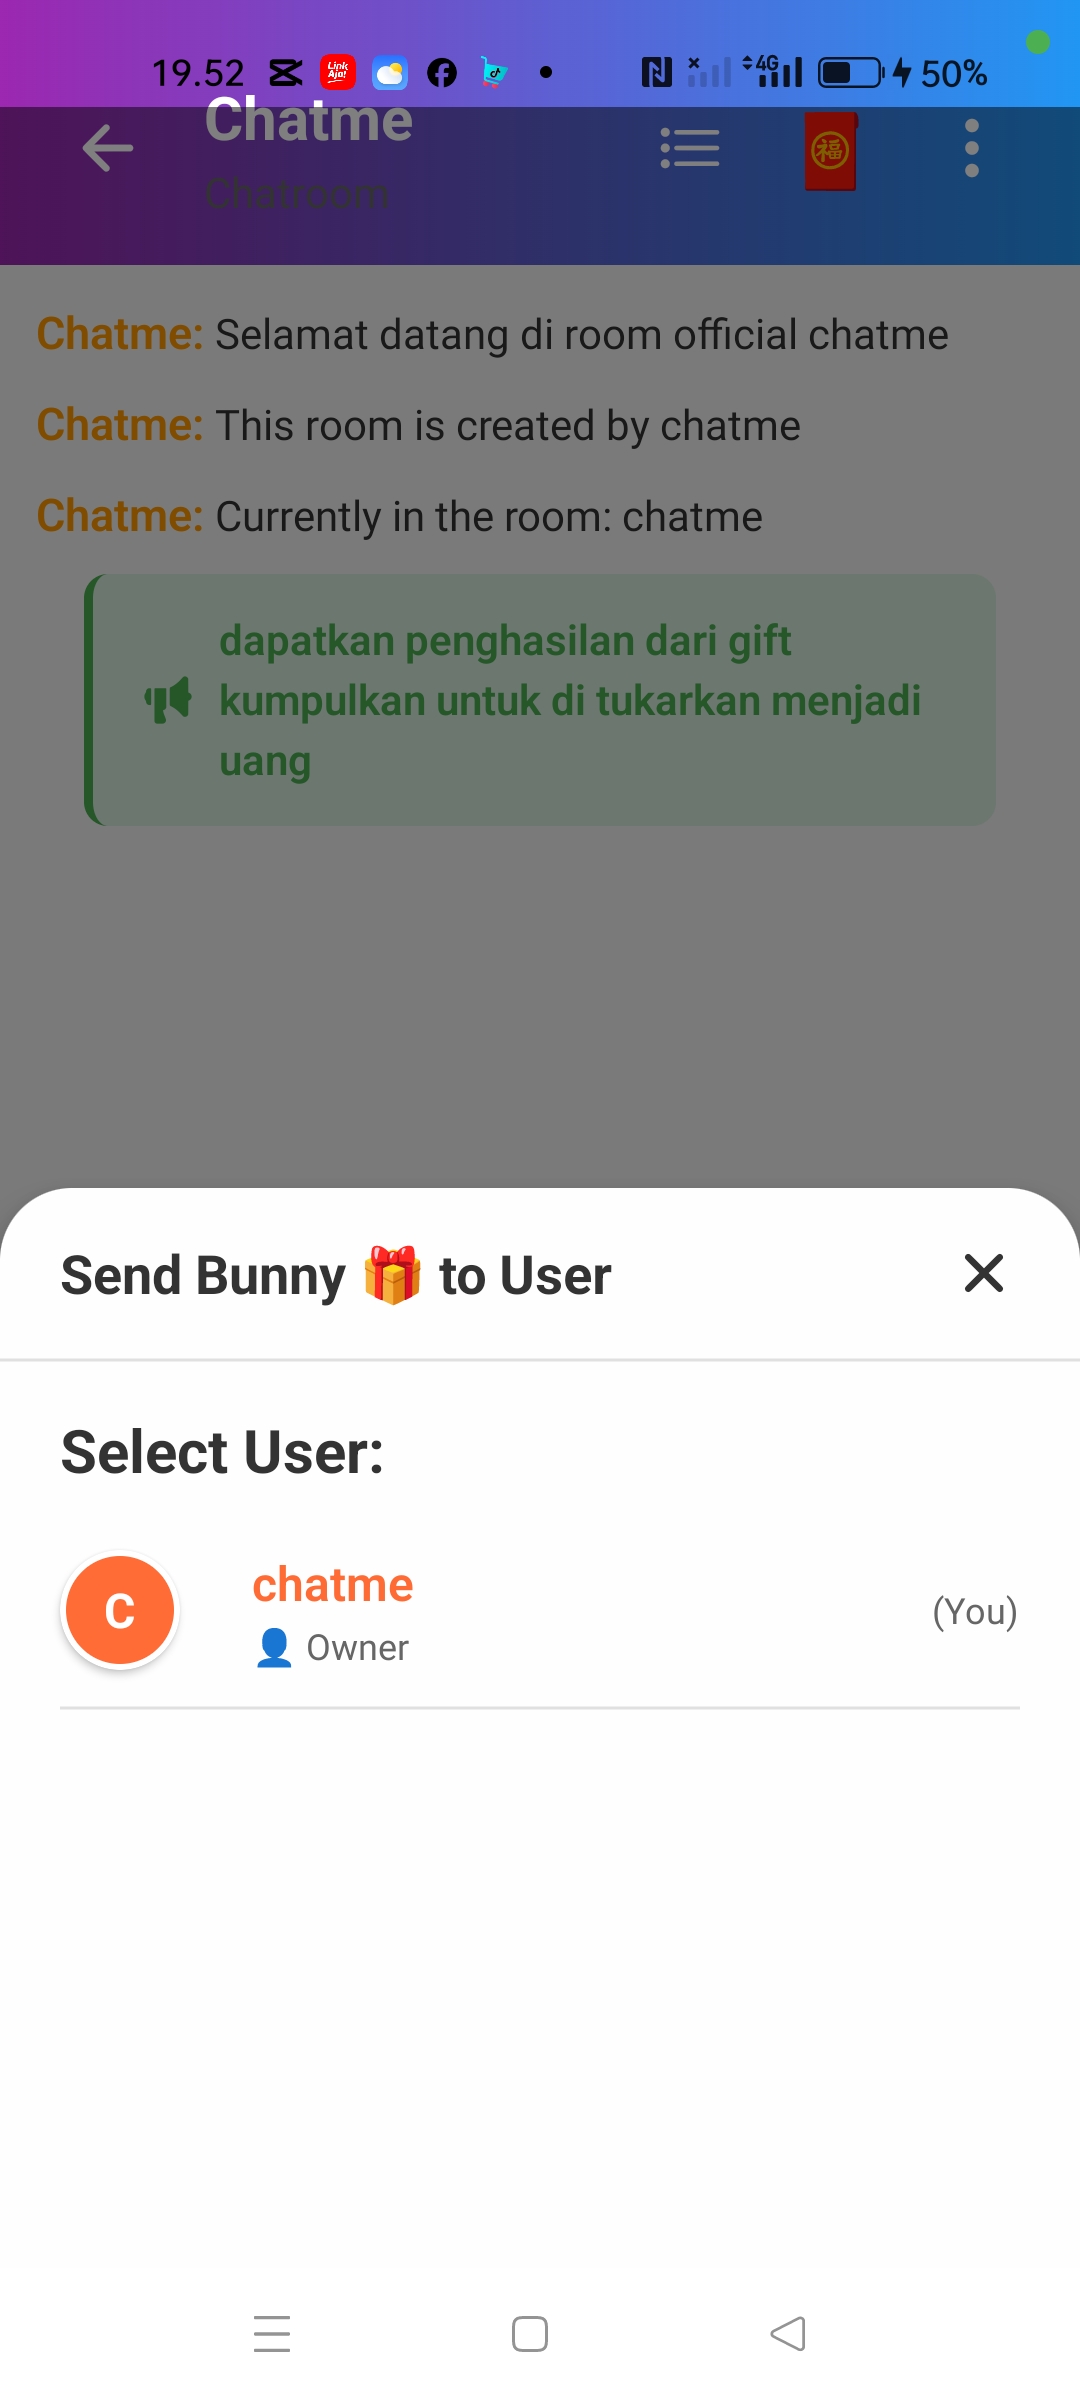 19.52
Link
Aja!
4G
50%
Chatme
Chatroom
福
Chatme: Selamat datang di room official chatme
Chatme: This room is created by chatme
Chatme: Currently in the room: chatme
dapatkan penghasilan dari gift
kumpulkan untuk di tukarkan menjadi
uang
Send Bunny 🎁 to User
Select User:
C
chatme
👤 Owner
(You)